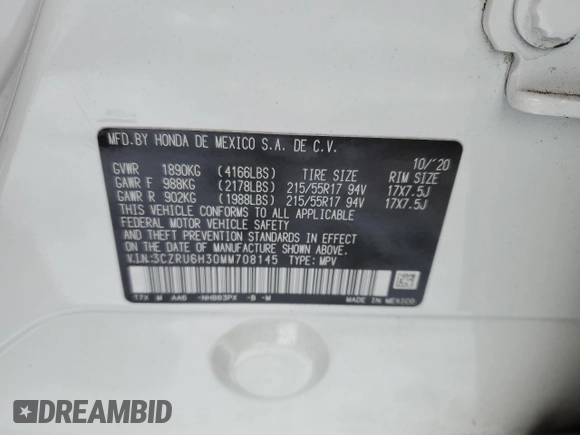 MFD.BY HONDA DE MEXICO S.A. DE C.V.
10/'20
GVWR 1890KG (4166LBS) TIRE SIZE RIM SIZE
GAWR F 988KG (2178LBS) 215/55R17 94V 17X7.5J
GAWR R 902KG (1988LBS) 215/55R17 94V 17X7.5J
THIS VEHICLE CONFORMS TO ALL APPLICABLE
FEDERAL MOTOR VEHICLE SAFETY
AND THEFT PREVENTION STANDARDS IN EFFECT ON
THE DATE OF MANUFACTURE SHOWN ABOVE.
V.I.N.:3CZRU6H30MM708145 TYPE: MPV
T7X -M -AA6 -NH883PX -B -M MADE IN MEXICO
DREAMBID